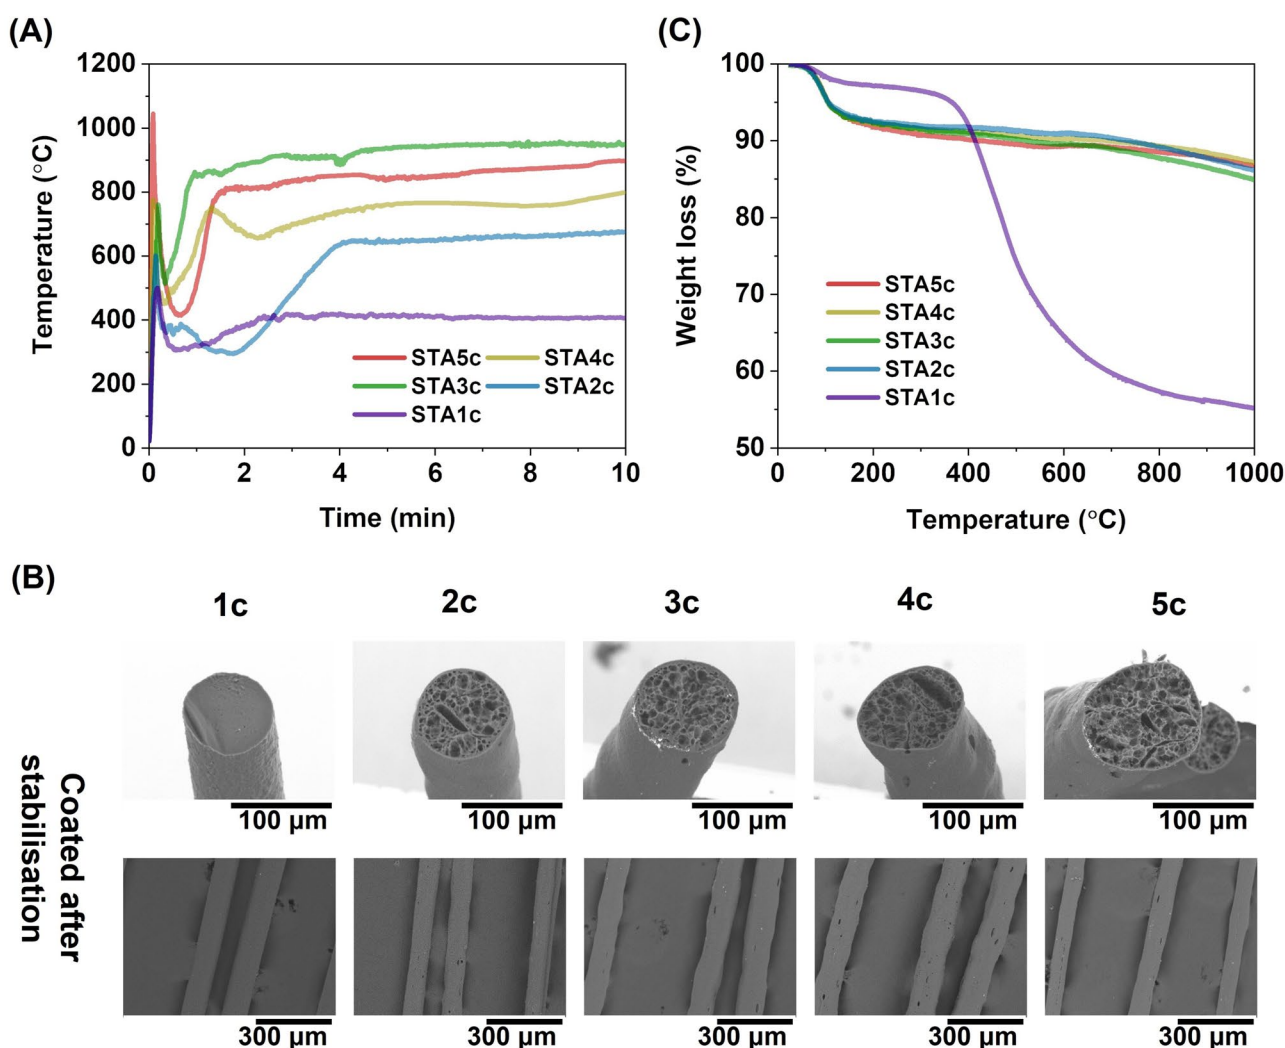 (A)
1200
1000
800
600
400
200
0
Temperature (°C)
0 2 4 6 8 10
Time (min)
STA5c STA4c
STA3c STA2c
STA1c
(C)
100
90
80
70
60
50
Weight loss (%)
0 200 400 600 800 1000
Temperature (°C)
STA5c
STA4c
STA3c
STA2c
STA1c
(B)
1c 2c 3c 4c 5c
Coated after
stabilisation
100 μm 100 μm 100 μm 100 μm 100 μm
300 μm 300 μm 300 μm 300 μm 300 μm